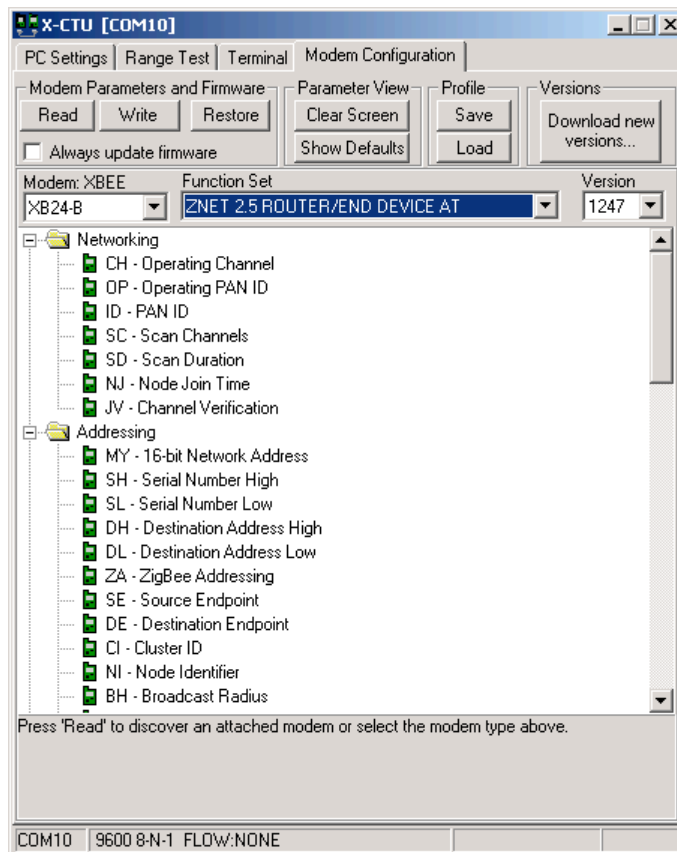 X-CTU [COM10]
PC Settings Range Test Terminal Modem Configuration
Modem Parameters and Firmware Parameter View Profile Versions
Read Write Restore Clear Screen Save Download new versions...
Always update firmware Show Defaults Load
Modem: XBEE Function Set Version
XB24-B ZNET 2.5 ROUTER/END DEVICE AT 1247
Networking
CH - Operating Channel
OP - Operating PAN ID
ID - PAN ID
SC - Scan Channels
SD - Scan Duration
NJ - Node Join Time
JV - Channel Verification
Addressing
MY - 16-bit Network Address
SH - Serial Number High
SL - Serial Number Low
DH - Destination Address High
DL - Destination Address Low
ZA - ZigBee Addressing
SE - Source Endpoint
DE - Destination Endpoint
CI - Cluster ID
NI - Node Identifier
BH - Broadcast Radius
Press 'Read' to discover an attached modem or select the modem type above.
COM10 9600 8-N-1 FLOW:NONE